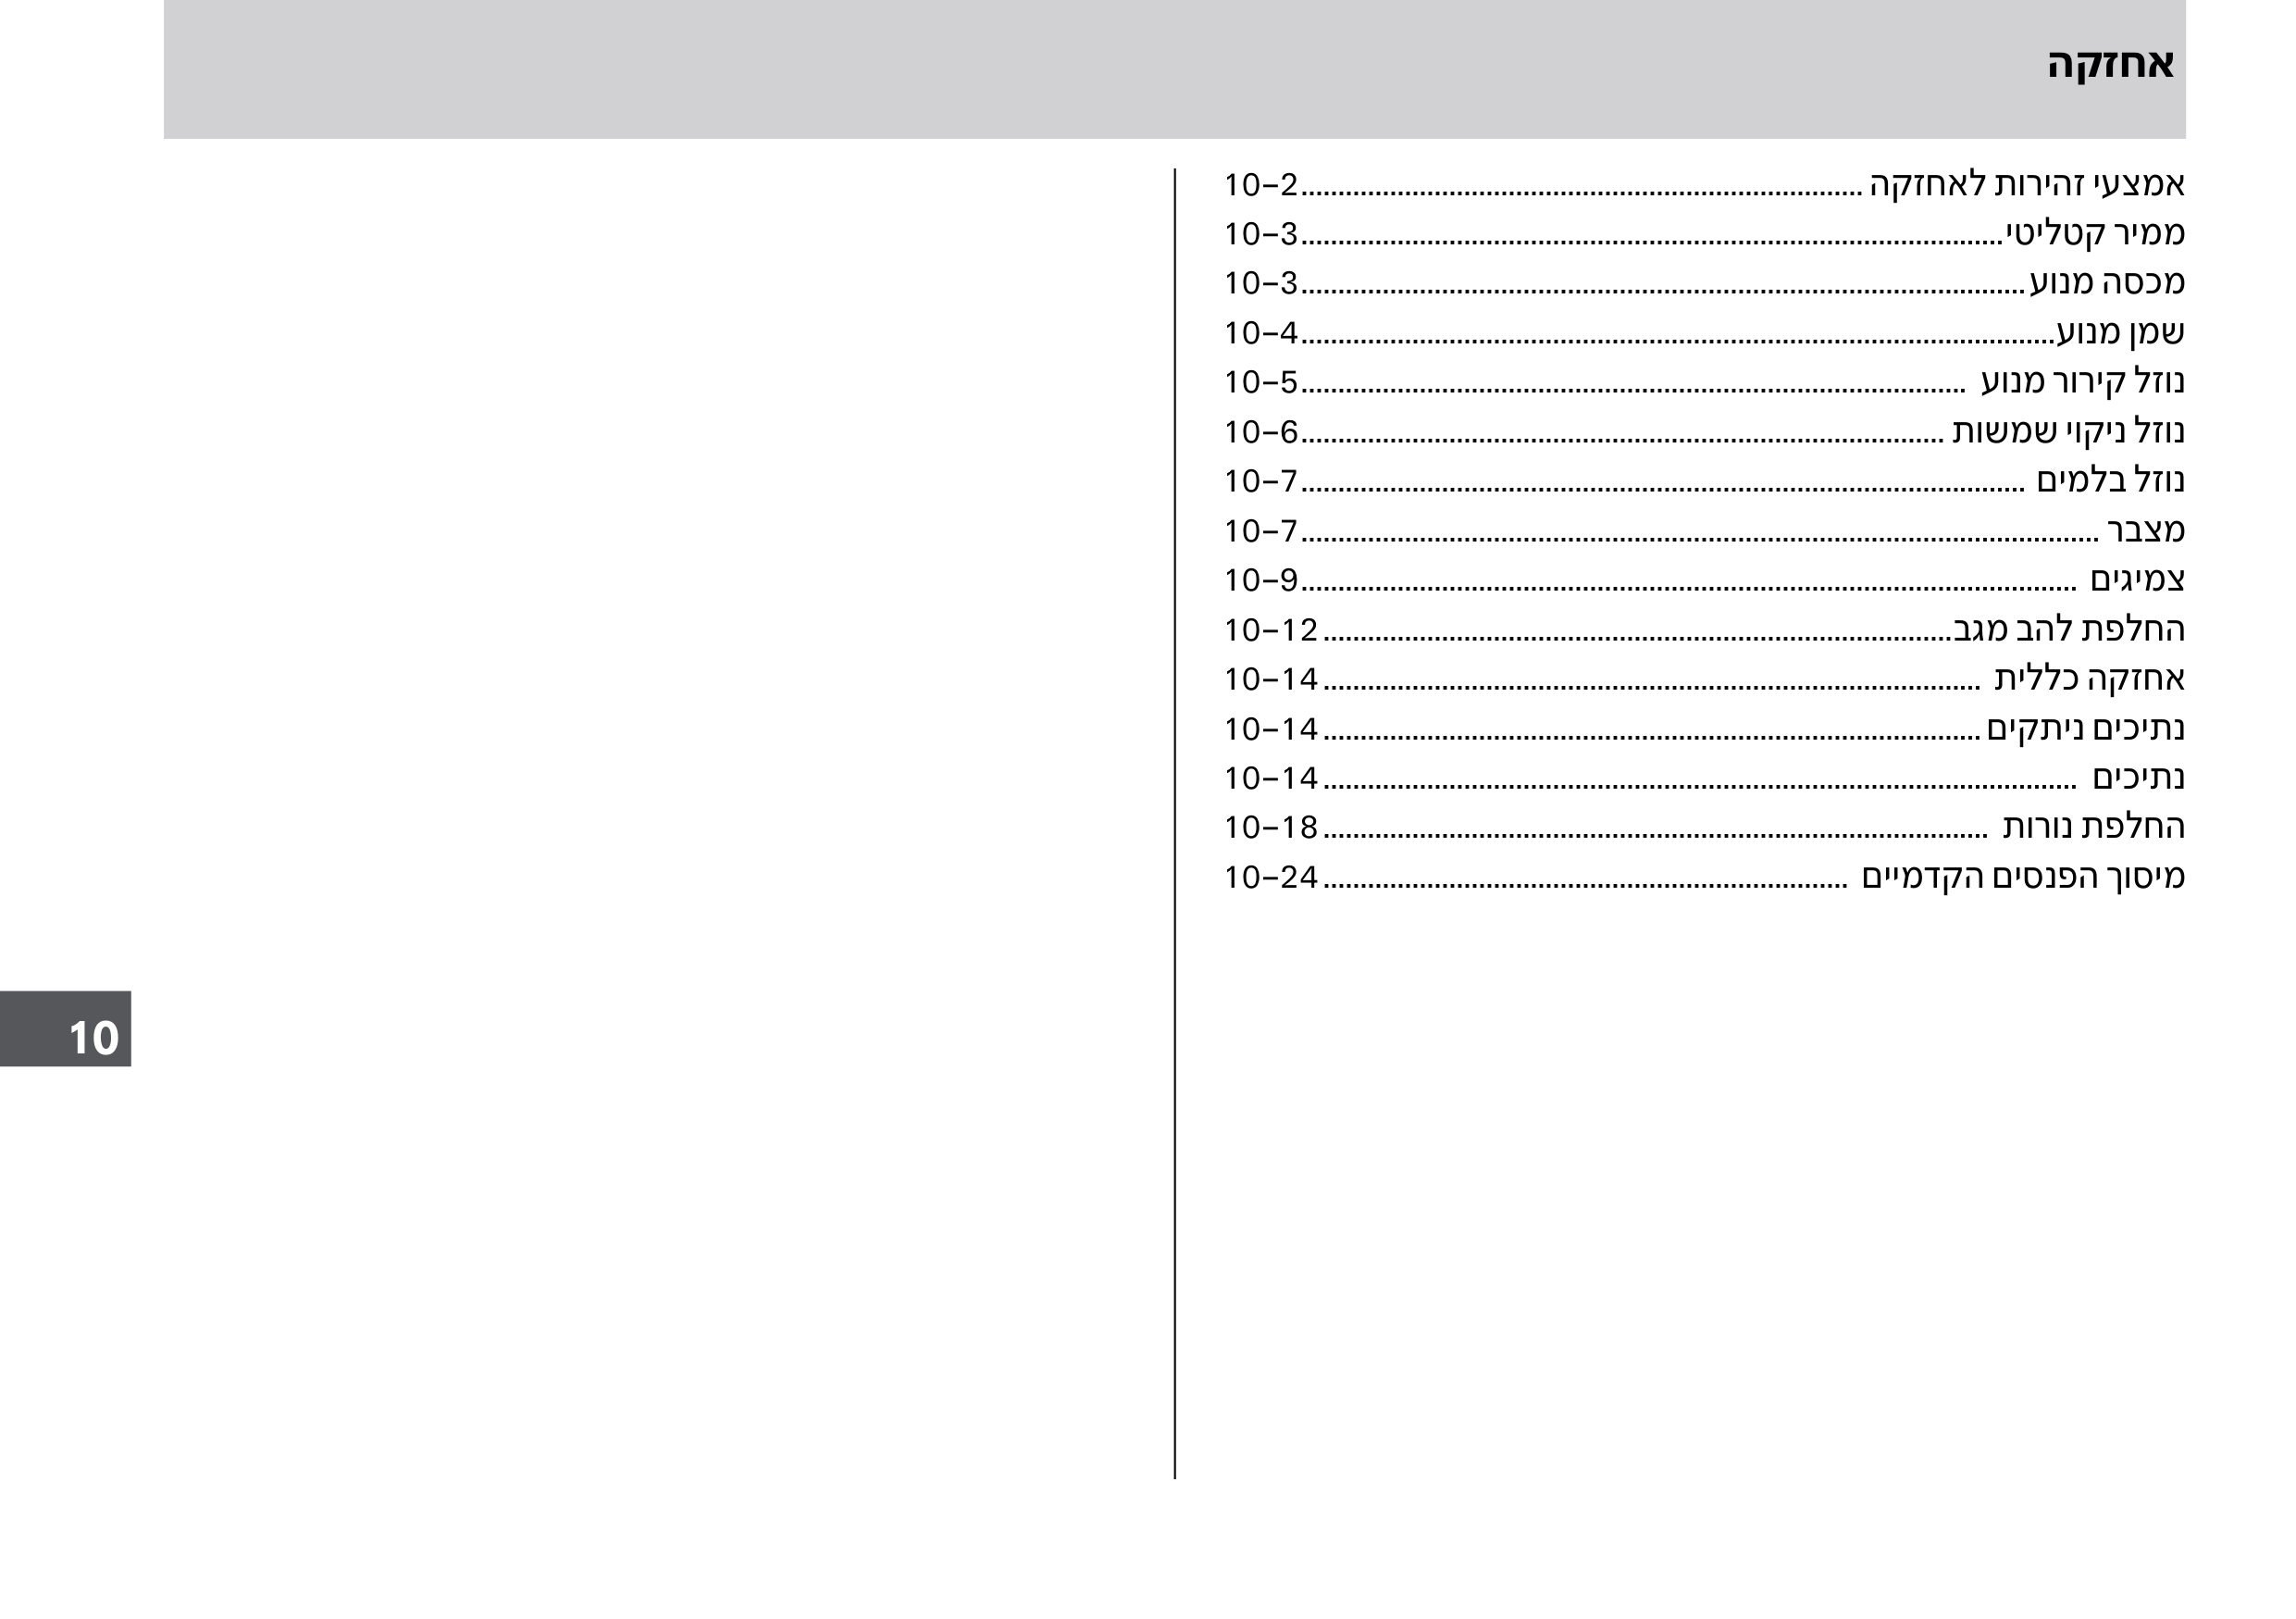 אחזקה
אמצעי זהירות לאחזקה ........................................................................... 10-2
ממיר קטליטי............................................................................................... 10-3
מכסה מנוע.................................................................................................. 10-3
שמן מנוע...................................................................................................... 10-4
נוזל קירור מנוע .......................................................................................... 10-5
נוזל ניקוי שמשות ....................................................................................... 10-6
נוזל בלמים .................................................................................................. 10-7
מצבר ............................................................................................................ 10-7
צמיגים ......................................................................................................... 10-9
החלפת להב מגב..................................................................................... 10-12
אחזקה כללית ......................................................................................... 10-14
נתיכים ניתקים ......................................................................................... 10-14
נתיכים ...................................................................................................... 10-14
החלפת נורות .......................................................................................... 10-18
מיסוך הפנסים הקדמיים ....................................................................... 10-24
10